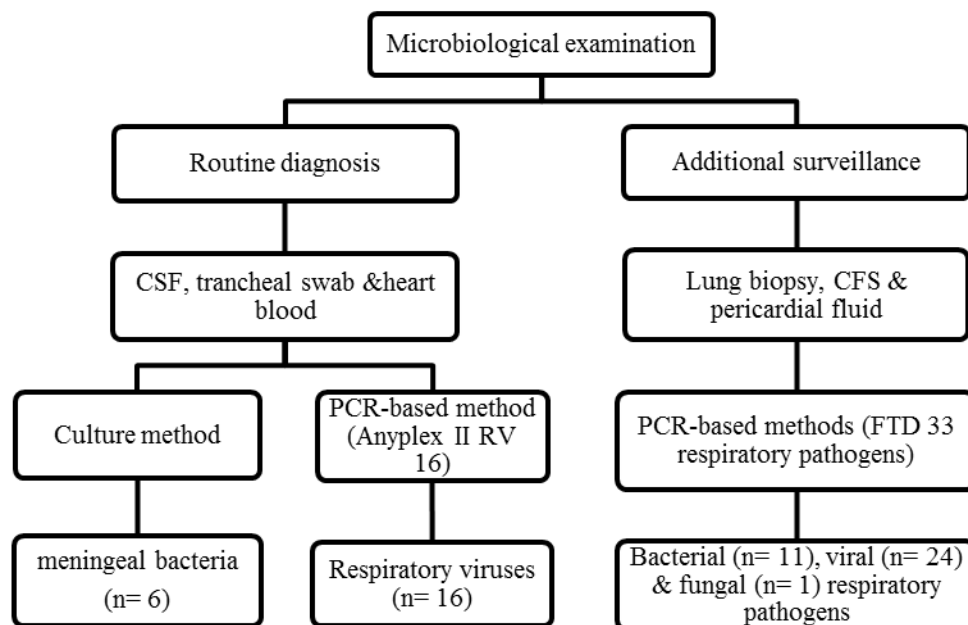 Microbiological examination
Routine diagnosis
Additional surveillance
CSF, trancheal swab &heart
blood
Lung biopsy, CFS &
pericardial fluid
Culture method
PCR-based method
(Anyplex II RV
16)
PCR-based methods (FTD 33
respiratory pathogens)
meningeal bacteria
(n= 6)
Respiratory viruses
(n= 16)
Bacterial (n= 11), viral (n= 24)
& fungal (n= 1) respiratory
pathogens